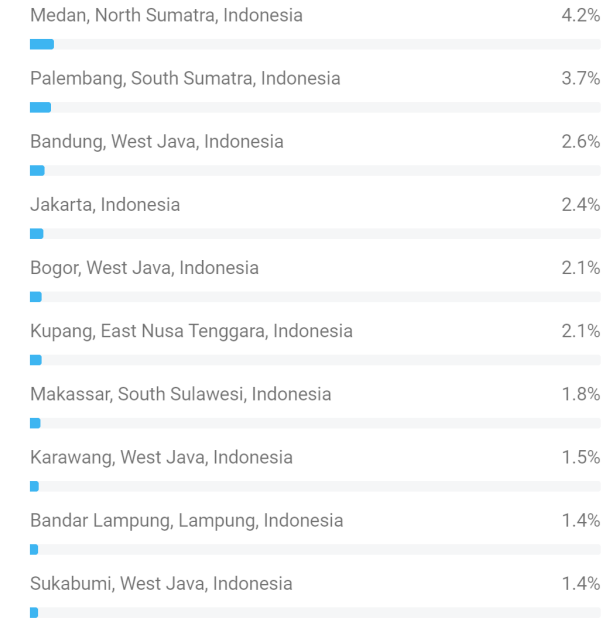 Medan, North Sumatra, Indonesia 4.2%
Palembang, South Sumatra, Indonesia 3.7%
Bandung, West Java, Indonesia 2.6%
Jakarta, Indonesia 2.4%
Bogor, West Java, Indonesia 2.1%
Kupang, East Nusa Tenggara, Indonesia 2.1%
Makassar, South Sulawesi, Indonesia 1.8%
Karawang, West Java, Indonesia 1.5%
Bandar Lampung, Lampung, Indonesia 1.4%
Sukabumi, West Java, Indonesia 1.4%